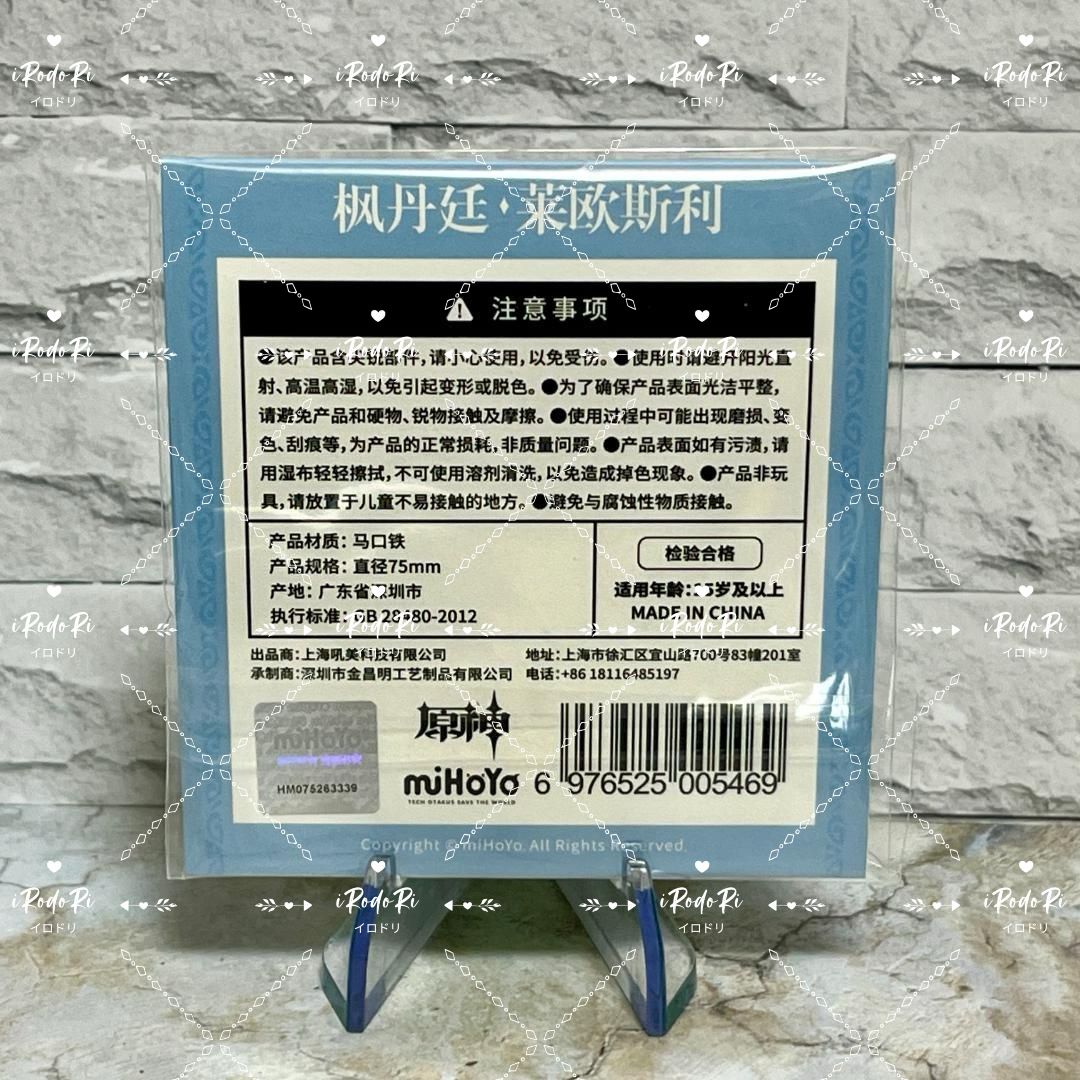 枫丹廷·莱欧斯利
注意事项
●该产品含尖锐部件，请小心使用，以免受伤。●使用时请避开阳光直
射、高温高湿，以免引起变形或脱色。●为了确保产品表面光洁平整，
请避免产品和硬物、锐物接触及摩擦。●使用过程中可能出现磨损、变
色、刮痕等，为产品的正常损耗，非质量问题。●产品表面如有污渍，请
用湿布轻轻擦拭，不可使用溶剂清洗，以免造成掉色现象。●产品非玩
具，请放置于儿童不易接触的地方。●避免与腐蚀性物质接触。
产品材质：马口铁
产品规格：直径75mm
产地：广东省深圳市
执行标准：GB 28480-2012
检验合格
适用年龄：15岁及以上
MADE IN CHINA
出品商：上海吼美科技有限公司
承制商：深圳市金昌明工艺制品有限公司
地址：上海市徐汇区宜山路700号83幢201室
电话：+86 18116485197
miHoYo
HM075263339
原神
miHoYo
TECH OTAKUS SAVE THE WORLD
6 976525 005469
Copyright © miHoYo. All Rights Reserved.
iRodoRi
イロドリ